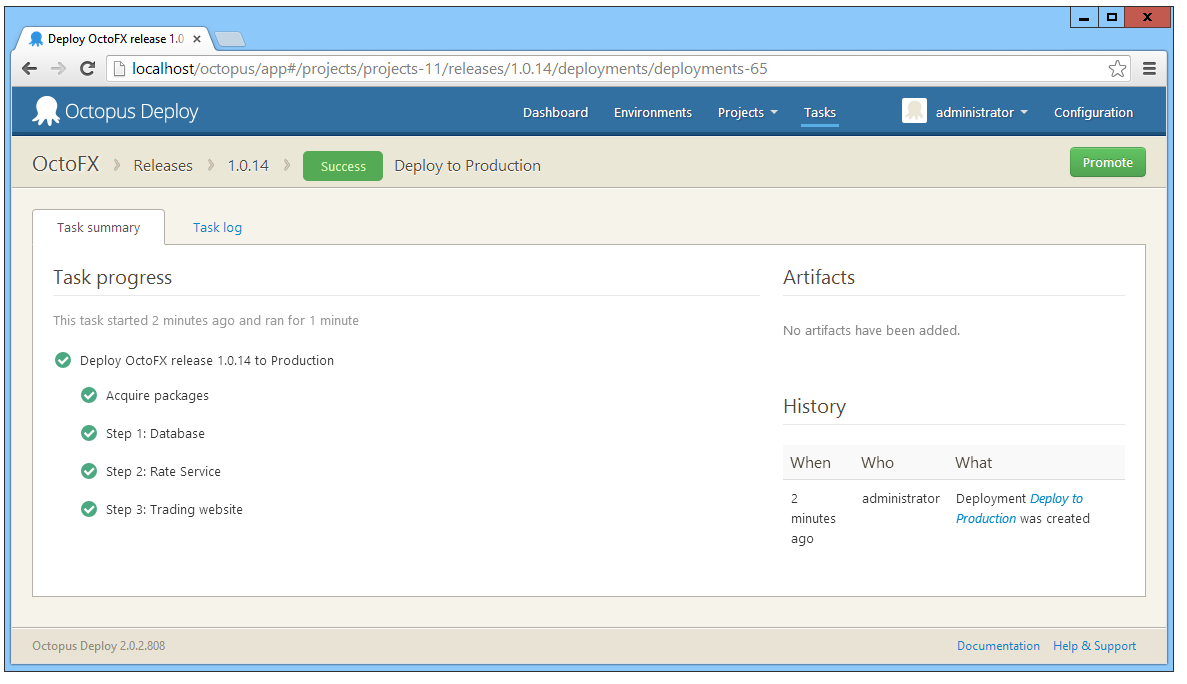 Deploy OctoFX release 1.0
localhost/octopus/app#/projects/projects-11/releases/1.0.14/deployments/deployments-65
Octopus Deploy Dashboard Environments Projects Tasks administrator Configuration
OctoFX Releases 1.0.14 Success Deploy to Production Promote
Task summary Task log
Task progress
This task started 2 minutes ago and ran for 1 minute
Deploy OctoFX release 1.0.14 to Production
Acquire packages
Step 1: Database
Step 2: Rate Service
Step 3: Trading website
Artifacts
No artifacts have been added.
History
When Who What
2 administrator Deployment Deploy to
minutes Production was created
ago
Octopus Deploy 2.0.2.808 Documentation Help & Support